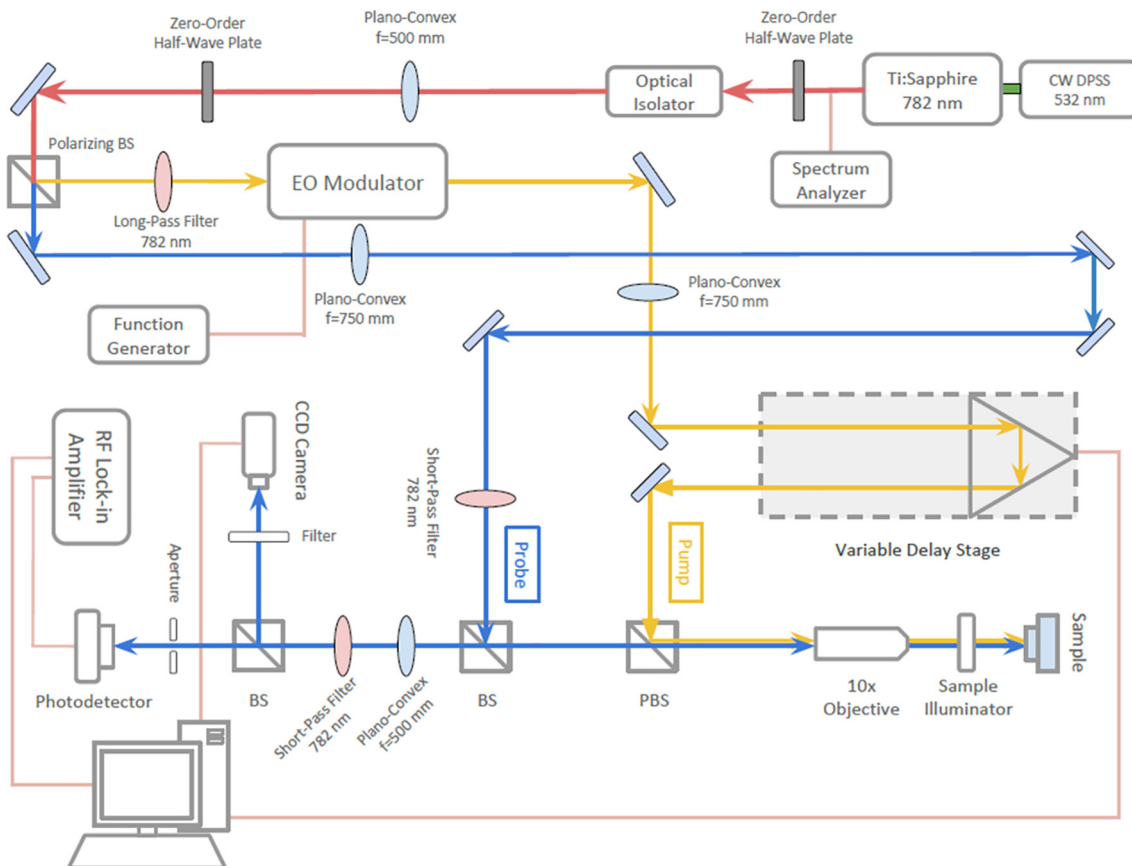 Zero-Order
Half-Wave Plate
Plano-Convex
f=500 mm
Zero-Order
Half-Wave Plate
Optical
Isolator
Ti:Sapphire
782 nm
CW DPSS
532 nm
Polarizing BS
EO Modulator
Spectrum
Analyzer
Long-Pass Filter
782 nm
Plano-Convex
f=750 mm
Plano-Convex
f=750 mm
Function
Generator
RF Lock-in
Amplifier
CCD Camera
Short-Pass Filter
782 nm
Filter
Variable Delay Stage
Aperture
Probe
Pump
Photodetector
BS
Short-Pass Filter
782 nm
Plano-Convex
f=500 mm
BS
PBS
10x
Objective
Sample
Illuminator
Sample